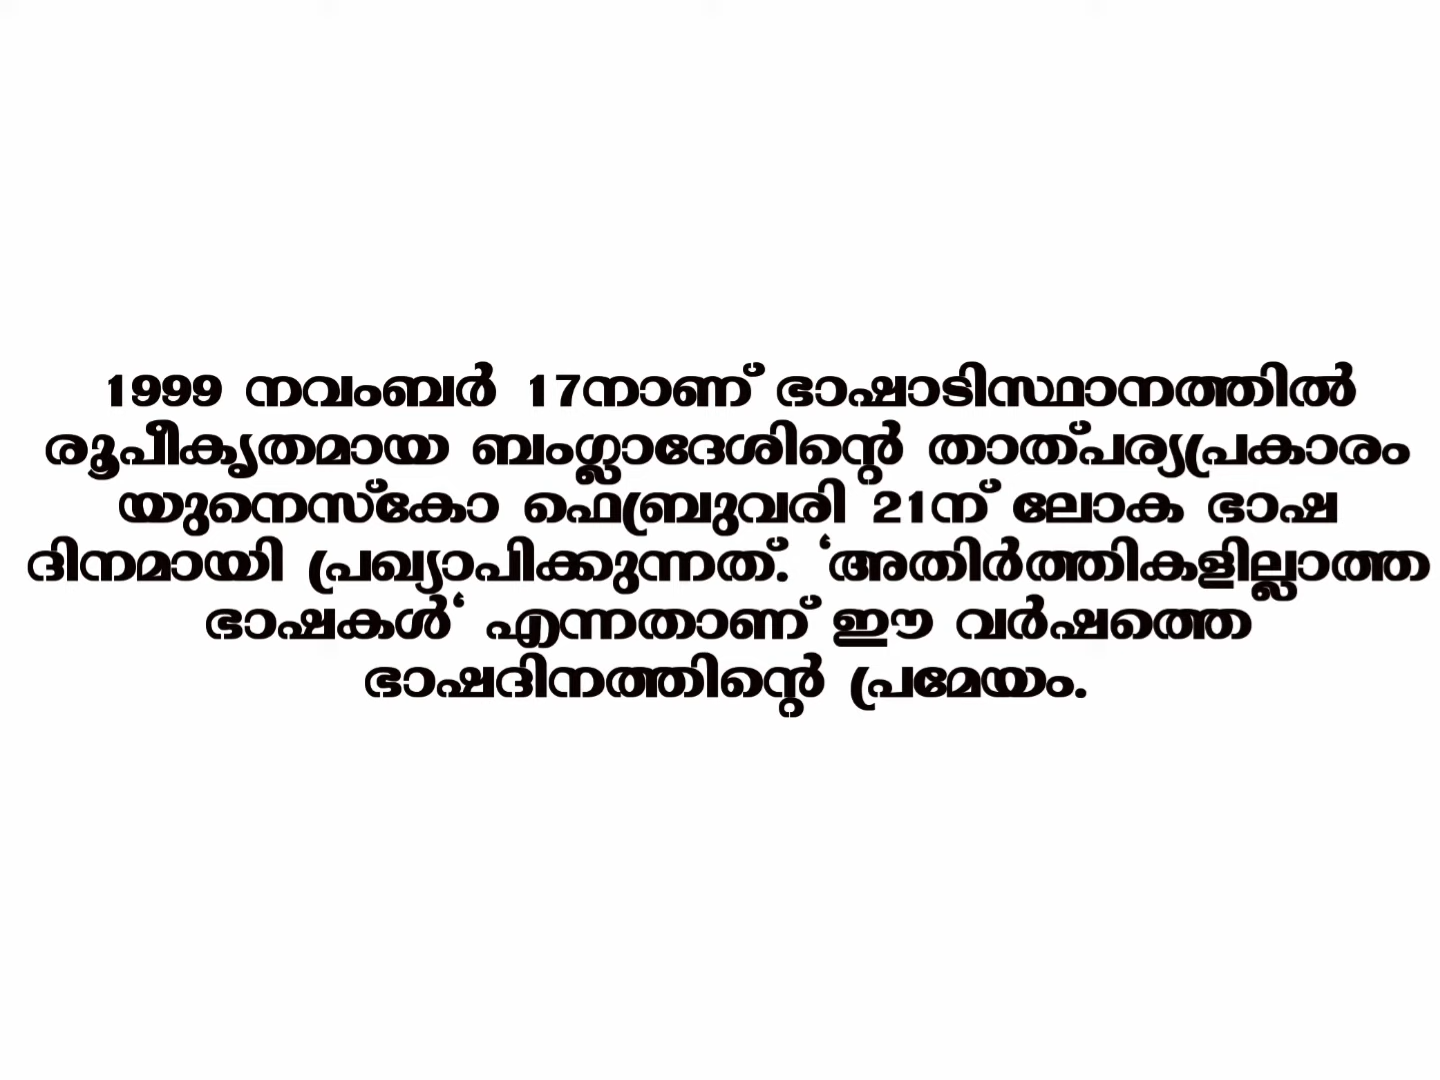 1999 നവംബർ 17നാണ് ഭാഷാടിസ്ഥാനത്തിൽ
രൂപീകൃതമായ ബംഗ്ലാദേശിന്റെ താത്പര്യപ്രകാരം
യുനെസ്കോ ഫെബ്രുവരി 21ന് ലോക ഭാഷ
ദിനമായി പ്രഖ്യാപിക്കുന്നത്. ‘അതിർത്തികളില്ലാത്ത
ഭാഷകൾ‘ എന്നതാണ് ഈ വർഷത്തെ
ഭാഷദിനത്തിന്റെ പ്രമേയം.